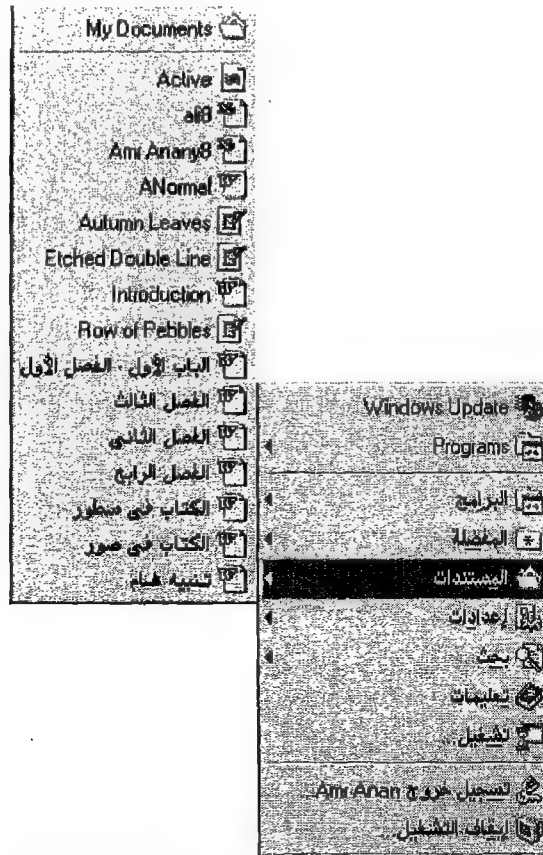 My Documents
Active
ali8
Amr Anany8
ANormal
Autumn Leaves
Etched Double Line
Introduction
Row of Pebbles
الباب الأول - الفصل الأول
الفصل الثالث
الفصل الثاني
الفصل الرابع
الكتاب في سطور
الكتاب في صور
تنبيه هام
Windows Update
Programs
البرامج
المفضلة
المستندات
إعدادات
بحث
تعليمات
تشغيل...
تسجيل خروج Amr Anan...
إيقاف التشغيل...